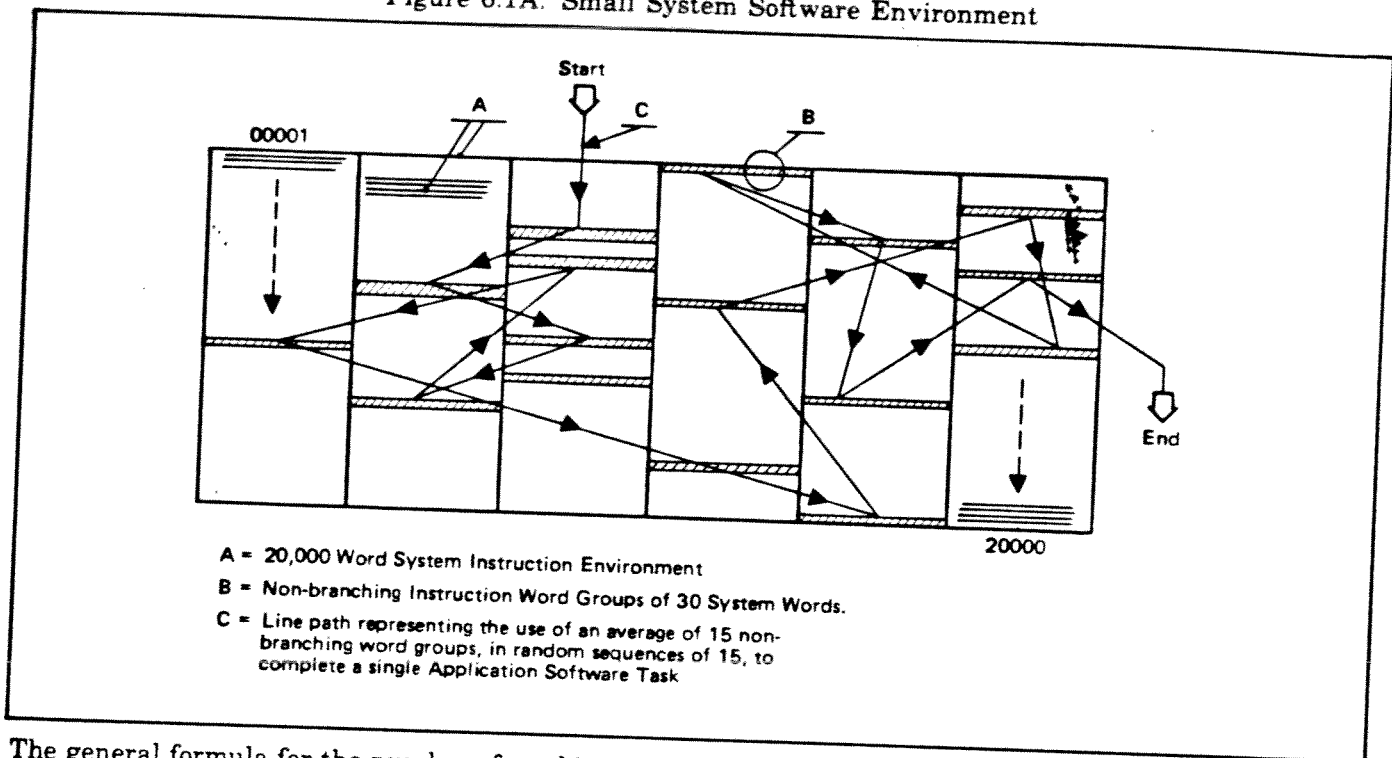 Figure 6.1A: Small System Software Environment
Start
A
C
B
00001
End
20000
A = 20,000 Word System Instruction Environment
B = Non-branching Instruction Word Groups of 30 System Words.
C = Line path representing the use of an average of 15 non-
branching word groups, in random sequences of 15, to
complete a single Application Software Task
The general formula for the number of